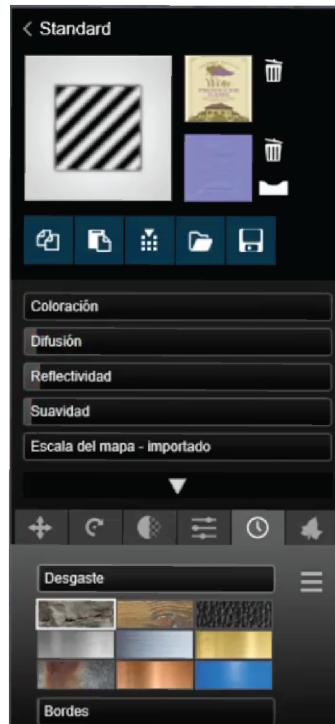 < Standard
Coloración
Difusión
Reflectividad
Suavidad
Escala del mapa - importado
Desgaste
Bordes